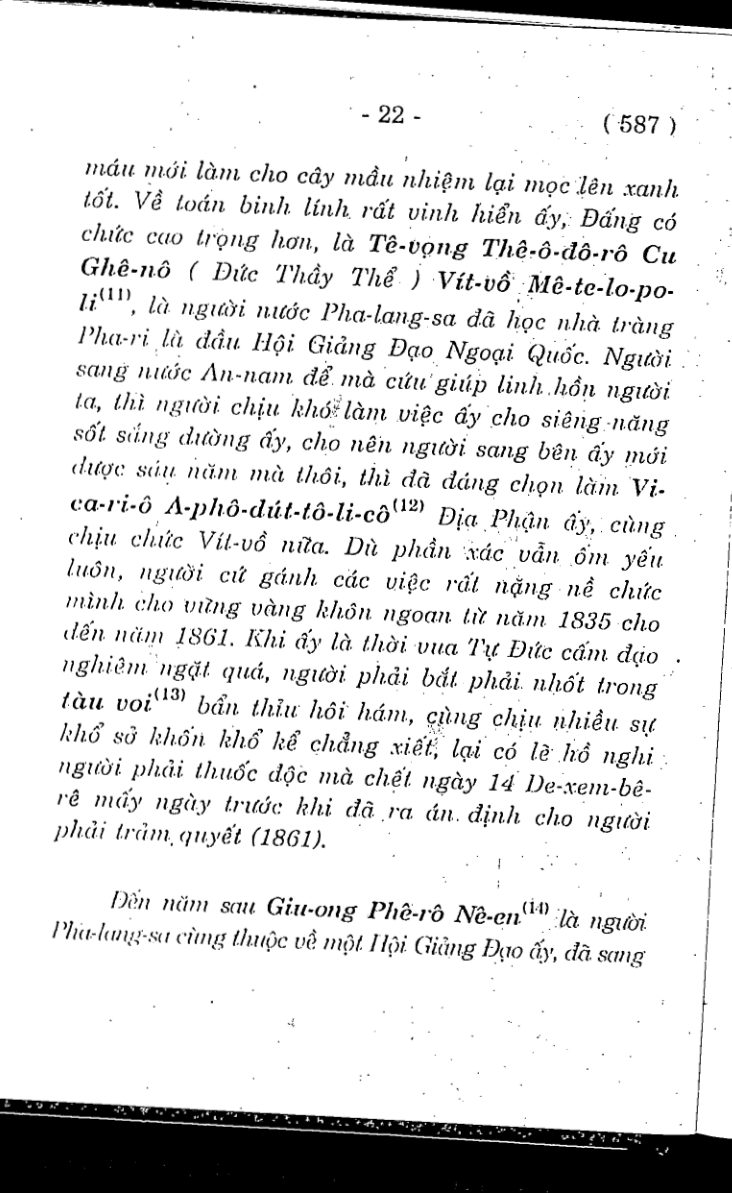 - 22 - ( 587 )
máu mới làm cho cây mầu nhiệm lại mọc lên xanh
tốt. Về toán binh lính rất vinh hiển ấy, Đấng có
chức cao trọng hơn, là Tê-vọng Thê-ô-đô-rô Cu
Ghê-nô ( Đức Thầy Thể ) Vít-vồ Mê-te-lo-po-
li(11), là người nước Pha-lang-sa đã học nhà tràng
Pha-ri là đầu Hội Giảng Đạo Ngoại Quốc. Người
sang nước An-nam để mà cứu giúp linh hồn người
ta, thì người chịu khó làm việc ấy cho siêng năng
sốt sắng dường ấy, cho nên người sang bên ấy mới
được sáu năm mà thôi, thì đã đáng chọn làm Vi-
ca-ri-ô A-phô-dút-tô-li-cô(12) Địa Phận ấy, cùng
chịu chức Vít-vồ nữa. Dù phần xác vẫn ốm yếu
luôn, người cứ gánh các việc rất nặng nề chức
mình cho vững vàng khôn ngoan từ năm 1835 cho
đến năm 1861. Khi ấy là thời vua Tự Đức cấm đạo
nghiêm ngặt quá, người phải bắt phải nhốt trong
tàu voi(13) bẩn thỉu hôi hám, cùng chịu nhiều sự
khổ sở khốn khổ kể chẳng xiết, lại có lẽ hồ nghi
người phải thuốc độc mà chết ngày 14 De-xem-bê-
rê mấy ngày trước khi đã ra án định cho người
phải trảm quyết (1861).
Đến năm sau Giu-ong Phê-rô Nê-en(14) là người
Pha-lang-sa cùng thuộc về một Hội Giảng Đạo ấy, đã sang